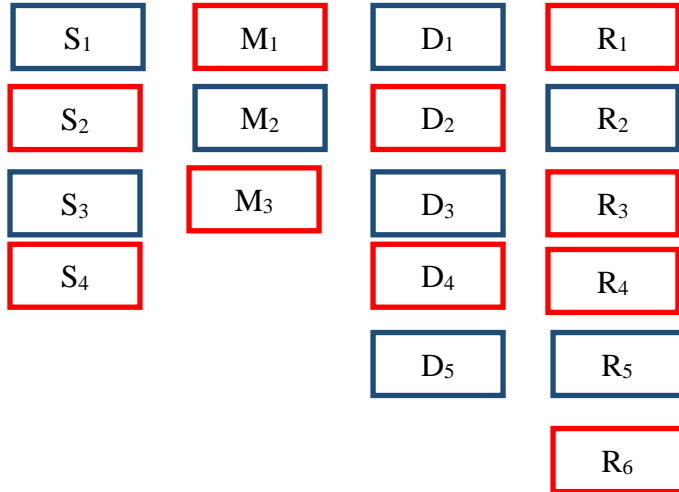 S₁ M₁ D₁ R₁
S₂ M₂ D₂ R₂
S₃ M₃ D₃ R₃
S₄ D₄ R₄
D₅ R₅
R₆